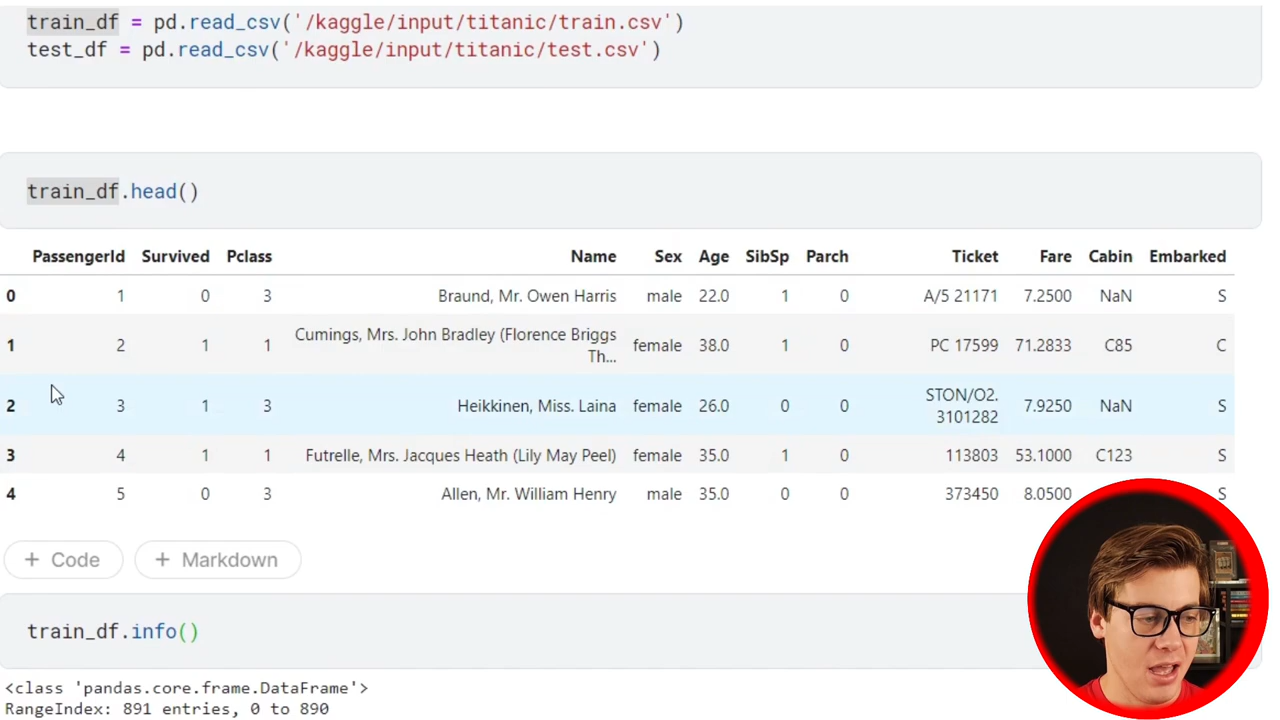 train_df = pd.read_csv('/kaggle/input/titanic/train.csv')
test_df = pd.read_csv('/kaggle/input/titanic/test.csv')
train_df.head()
PassengerId Survived Pclass Name Sex Age SibSp Parch Ticket Fare Cabin Embarked
0 1 0 3 Braund, Mr. Owen Harris male 22.0 1 0 A/5 21171 7.2500 NaN S
1 2 1 1 Cumings, Mrs. John Bradley (Florence Briggs Th... female 38.0 1 0 PC 17599 71.2833 C85 C
2 3 1 3 Heikkinen, Miss. Laina female 26.0 0 0 STON/O2. 3101282 7.9250 NaN S
3 4 1 1 Futrelle, Mrs. Jacques Heath (Lily May Peel) female 35.0 1 0 113803 53.1000 C123 S
4 5 0 3 Allen, Mr. William Henry male 35.0 0 0 373450 8.0500 S
+ Code + Markdown
train_df.info()
<class 'pandas.core.frame.DataFrame'>
RangeIndex: 891 entries, 0 to 890